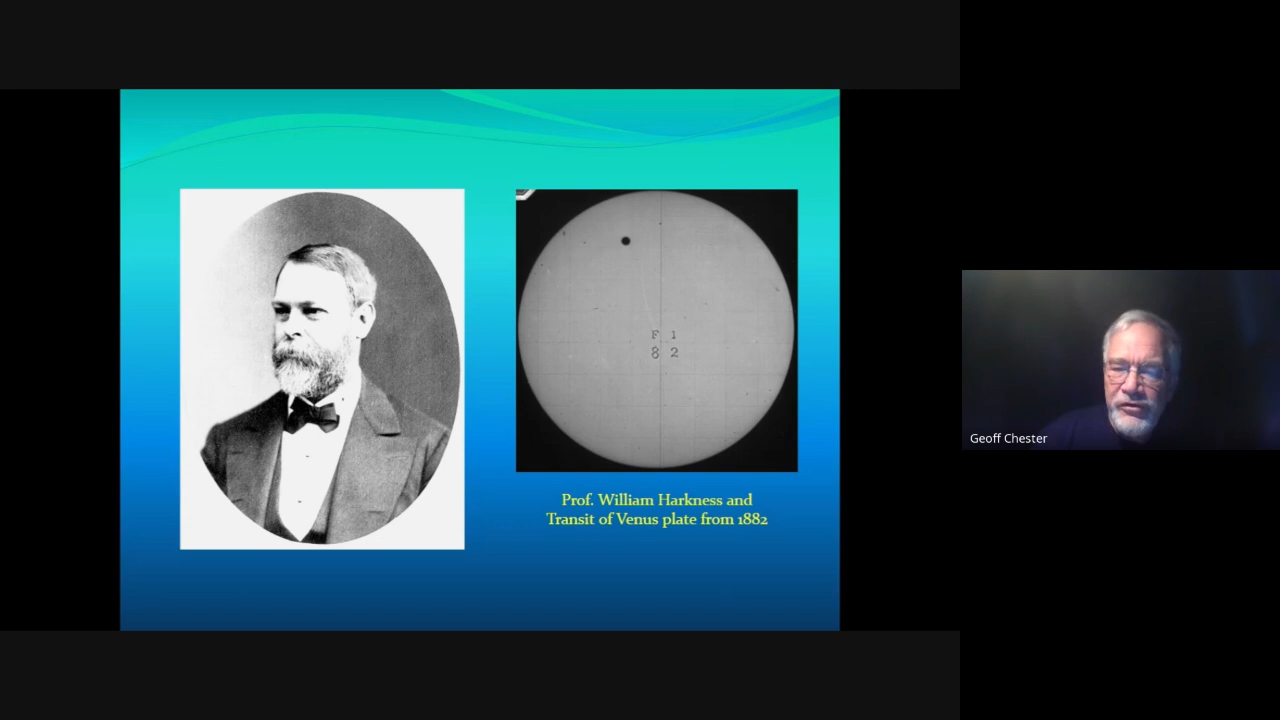 F 1
8 2
Prof. William Harkness and
Transit of Venus plate from 1882
Geoff Chester